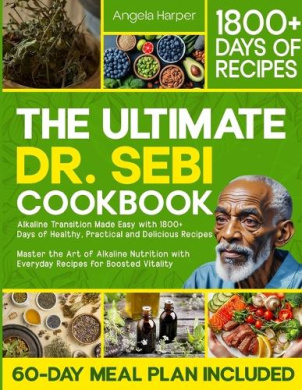 Angela Harper
1800+
DAYS OF
RECIPES
THE ULTIMATE
DR. SEBI
COOKBOOK
Alkaline Transition Made Easy with 1800+
Days of Healthy, Practical and Delicious Recipes
Master the Art of Alkaline Nutrition with
Everyday Recipes for Boosted Vitality
60-DAY MEAL PLAN INCLUDED